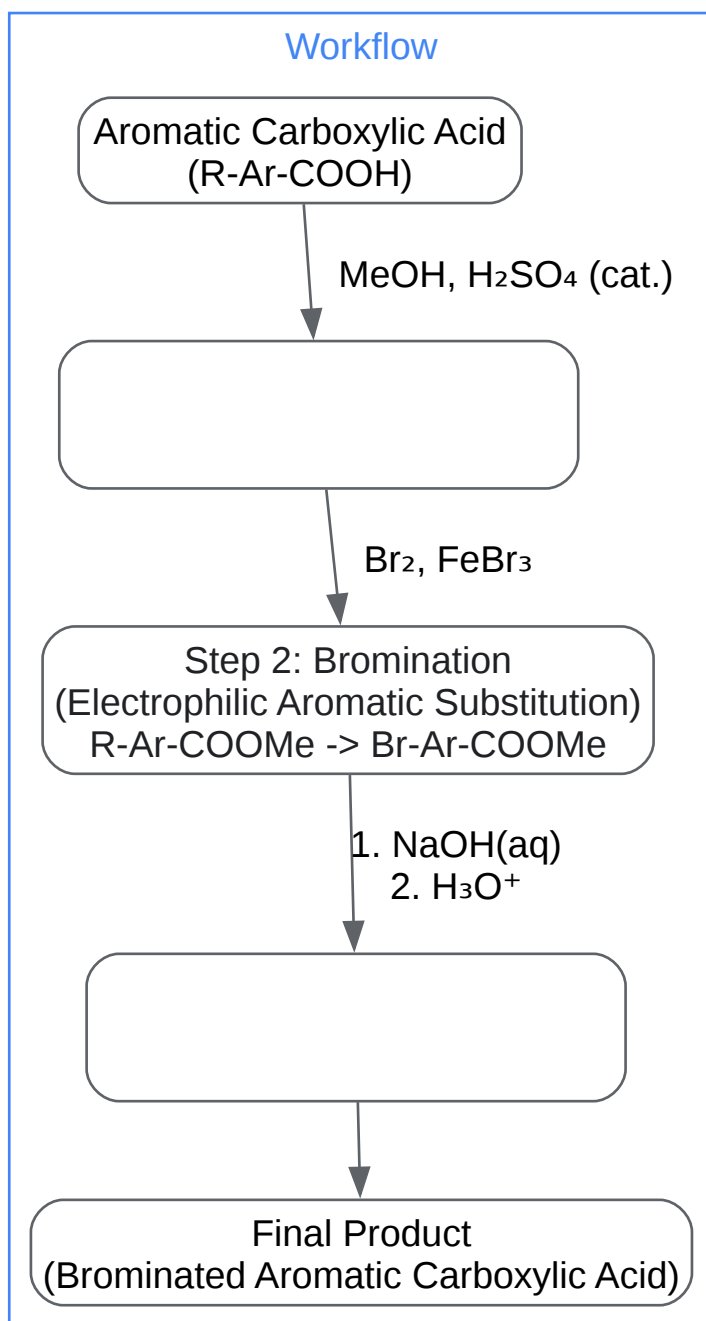 Workflow
Aromatic Carboxylic Acid
(R-Ar-COOH)
MeOH, H₂SO₄ (cat.)
Br₂, FeBr₃
Step 2: Bromination
(Electrophilic Aromatic Substitution)
R-Ar-COOMe -> Br-Ar-COOMe
1. NaOH(aq)
2. H₃O⁺
Final Product
(Brominated Aromatic Carboxylic Acid)